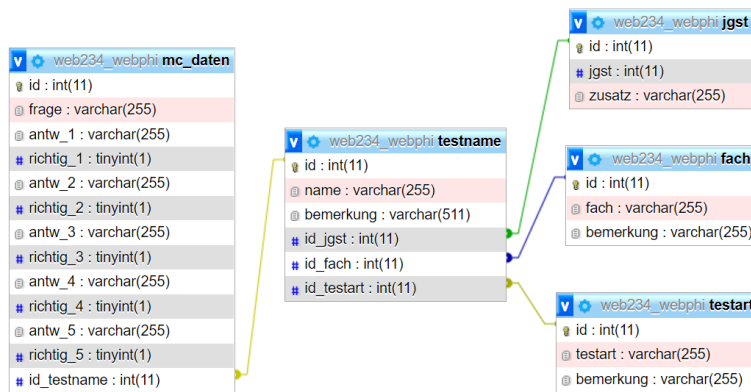 web234_webphi mc_daten
id : int(11)
frage : varchar(255)
antw_1 : varchar(255)
richtig_1 : tinyint(1)
antw_2 : varchar(255)
richtig_2 : tinyint(1)
antw_3 : varchar(255)
richtig_3 : tinyint(1)
antw_4 : varchar(255)
richtig_4 : tinyint(1)
antw_5 : varchar(255)
richtig_5 : tinyint(1)
id_testname : int(11)
web234_webphi testname
id : int(11)
name : varchar(255)
bemerkung : varchar(511)
id_jgst : int(11)
id_fach : int(11)
id_testart : int(11)
web234_webphi jgst
id : int(11)
jgst : int(11)
zusatz : varchar(255)
web234_webphi fach
id : int(11)
fach : varchar(255)
bemerkung : varchar(255)
web234_webphi testart
id : int(11)
testart : varchar(255)
bemerkung : varchar(255)